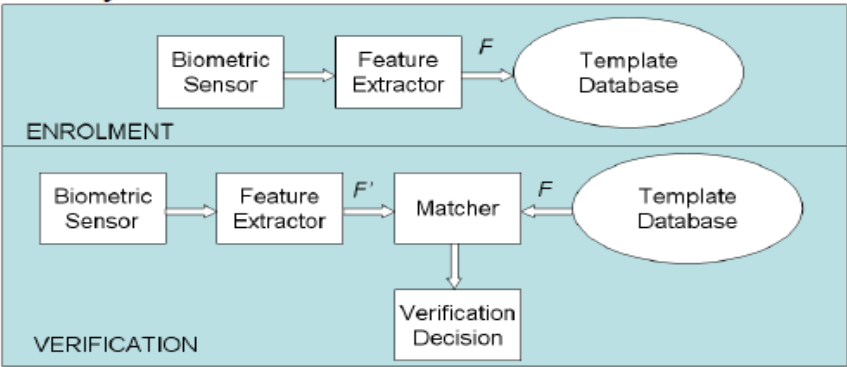 Biometric
Sensor
Feature
Extractor
F
Template
Database
ENROLMENT
Biometric
Sensor
Feature
Extractor
F'
Matcher
F
Template
Database
Verification
Decision
VERIFICATION